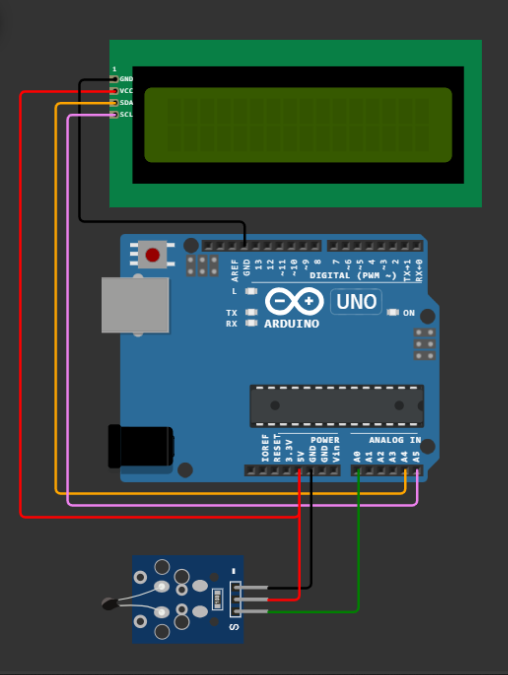 1
GND
VCC
SDA
SCL
AREF
GND
13
12
~11
~10
~9
8
7
~6
~5
4
~3
2
TX→1
RX←0
DIGITAL (PWM ~)
L
TX
RX
UNO
ON
ARDUINO
POWER
ANALOG IN
IOREF
RESET
3.3V
5V
GND
GND
Vin
A0
A1
A2
A3
A4
A5
S